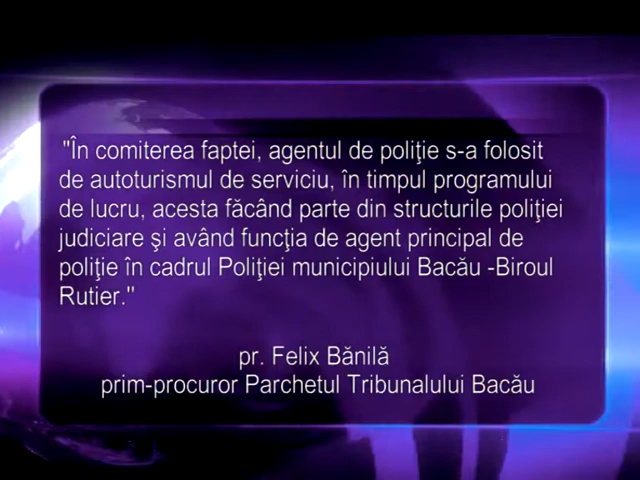 "În comiterea faptei, agentul de poliţie s-a folosit
de autoturismul de serviciu, în timpul programului
de lucru, acesta făcând parte din structurile poliţiei
judiciare şi având funcţia de agent principal de
poliţie în cadrul Poliţiei municipiului Bacău -Biroul
Rutier."
pr. Felix Bănilă
prim-procuror Parchetul Tribunalului Bacău